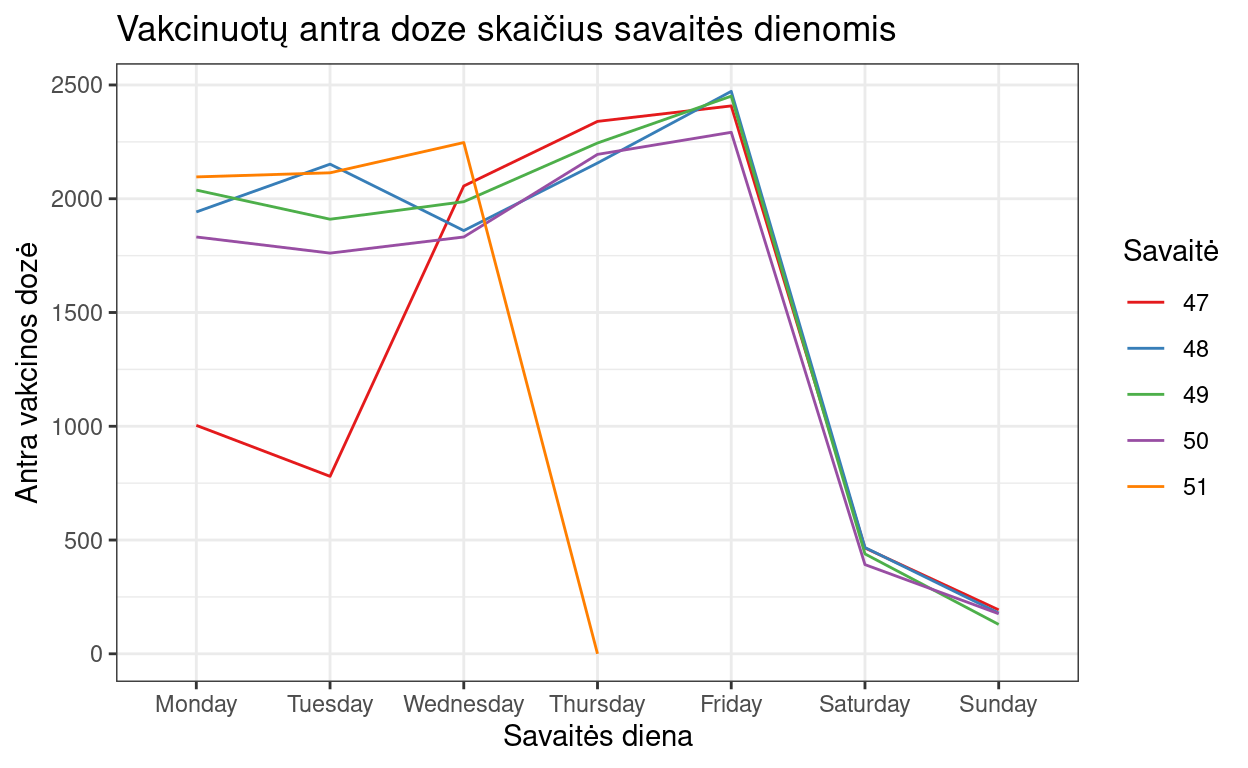 Vakcinuotų antra doze skaičius savaitės dienomis
Antra vakcinos dozė
2500
2000
1500
1000
500
0
Monday Tuesday Wednesday Thursday Friday Saturday Sunday
Savaitės diena
Savaitė
47
48
49
50
51